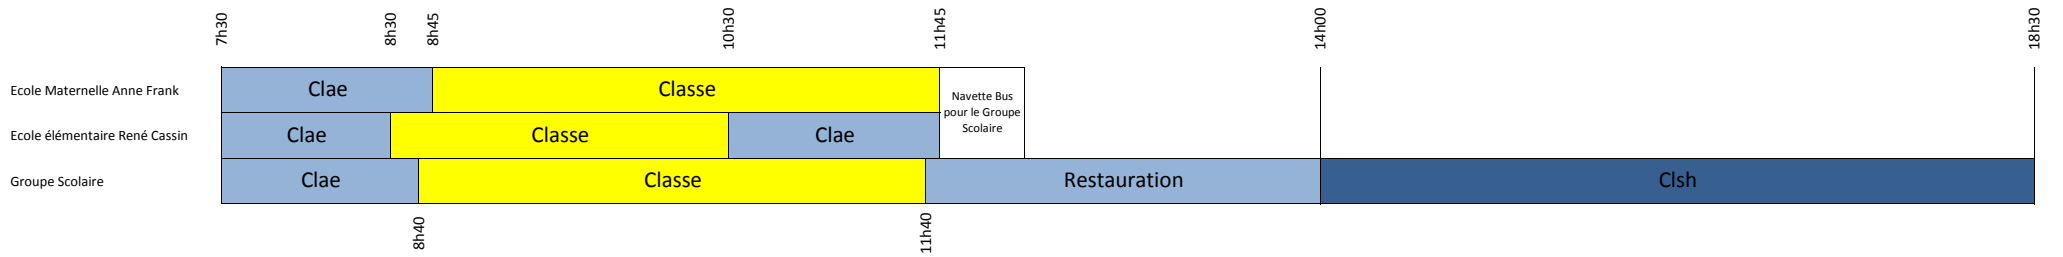 7h30
8h30
8h45
10h30
11h45
14h00
18h30
Ecole Maternelle Anne Frank
Clae
Classe
Navette Bus
pour le Groupe
Scolaire
Ecole élémentaire René Cassin
Clae
Classe
Clae
Groupe Scolaire
Clae
Classe
Restauration
Clsh
8h40
11h40